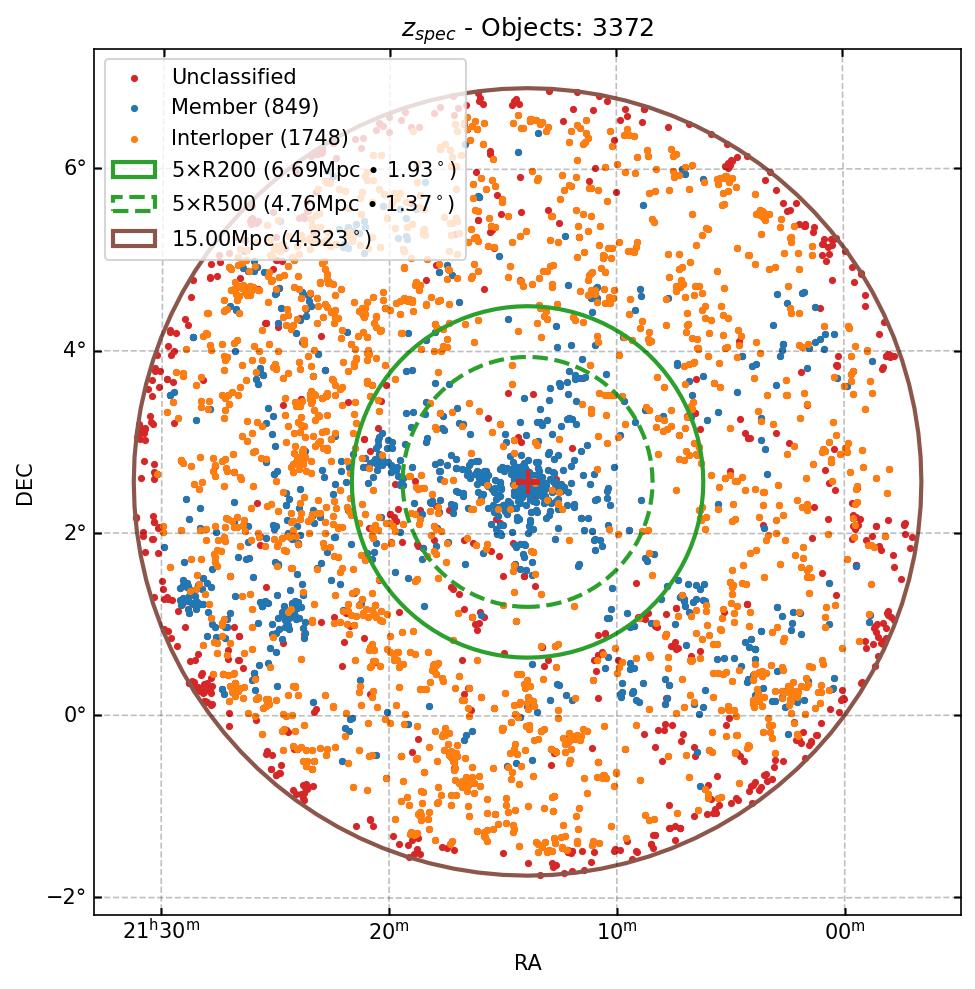 z_spec - Objects: 3372
Unclassified
Member (849)
Interloper (1748)
5×R200 (6.69Mpc • 1.93°)
5×R500 (4.76Mpc • 1.37°)
15.00Mpc (4.323°)
6°
4°
2°
0°
−2°
DEC
21ʰ30ᵐ
20ᵐ
10ᵐ
00ᵐ
RA